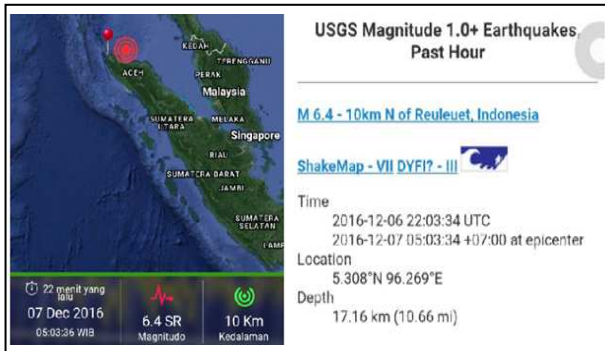 KEDAH
TERENGGANU
PERAK
ACEH
Malaysia
SUMATERA
UTARA
MELAKA
Singapore
RIAU
SUMATERA BARAT
JAMBI
SUMATERA
SELATAN
LAMP
22 menit yang
lalu
07 Dec 2016
05:03:36 WIB
6.4 SR
Magnitudo
10 Km
Kedalaman
USGS Magnitude 1.0+ Earthquakes,
Past Hour
M 6.4 - 10km N of Reuleuet, Indonesia
ShakeMap - VII DYFI? - III
Time
2016-12-06 22:03:34 UTC
2016-12-07 05:03:34 +07:00 at epicenter
Location
5.308°N 96.269°E
Depth
17.16 km (10.66 mi)